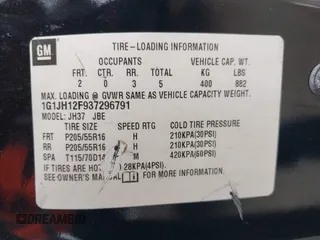 GM
TIRE-LOADING INFORMATION
OCCUPANTS VEHICLE CAP. WT.
FRT CTR RR TOTAL KG LBS
2 0 3 5 400 882
MAX. LOADING @ GVWR SAME AS VEHICLE CAPACITY WEIGHT.
1G1JH12F937296791
MODEL: JH37 JBE
TIRE SIZE SPEED RTG COLD TIRE PRESSURE
FRT P205/55R16 H 210KPA(30PSI)
RR P205/55R16 H 210KPA(30PSI)
SPA T115/70D14 M 420KPA(60PSI)
IF TIRES ARE HOT, 28KPA(4PSI).
SEE OWNER'S MANUAL MORE INFORMATION.
DREAMBID